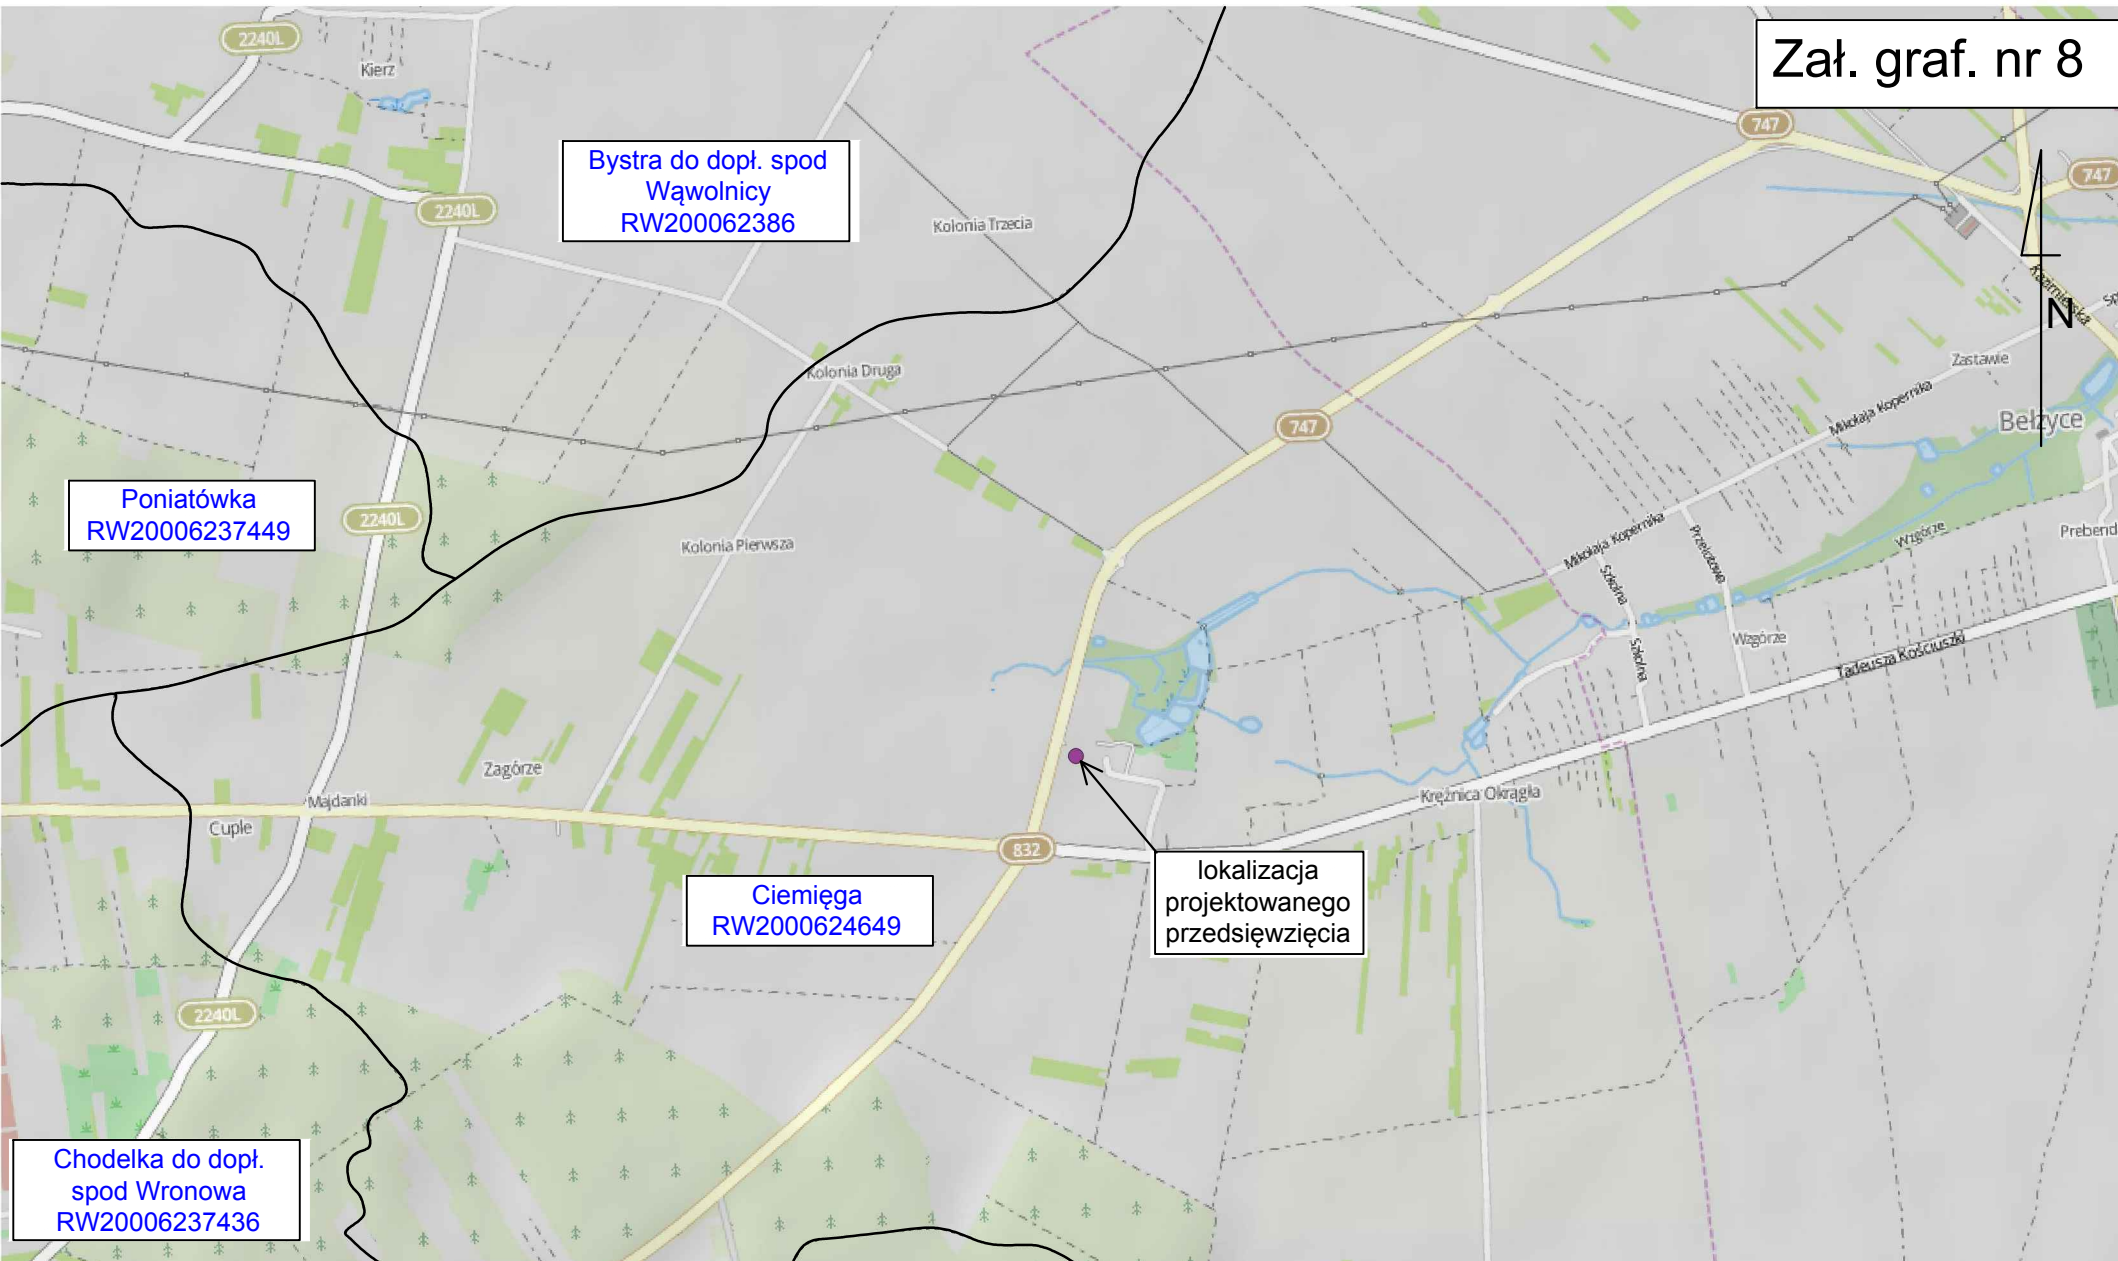 Zał. graf. nr 8
2240L
Kierz
747
747
Bystra do dopł. spod
Wąwolnicy
RW200062386
2240L
Kolonia Trzecia
Kazimierska
N
Zastawie
Kolonia Druga
Mikołaja Kopernika
Bełżyce
747
Poniatówka
RW20006237449
2240L
Kolonia Pierwsza
Mikołaja Kopernika
Przelotowa
Wzgórze
Prebend
Szkolna
Wzgórze
Szkolna
Tadeusza Kościuszki
Zagórze
Majdanki
Krężnica Okrągła
Cuple
832
lokalizacja
projektowanego
przedsięwzięcia
Ciemięga
RW2000624649
2240L
Chodelka do dopł.
spod Wronowa
RW20006237436